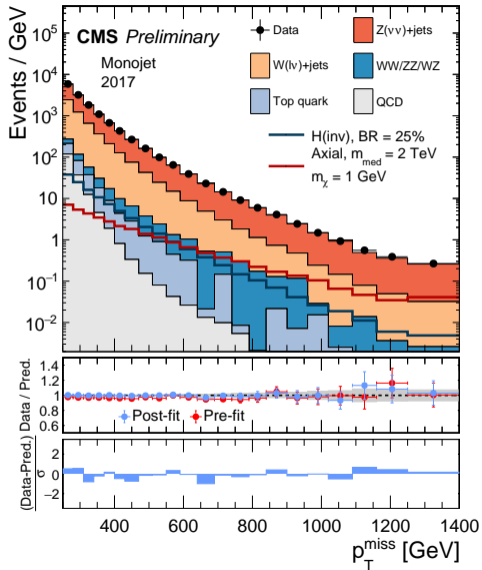 CMS Preliminary
Monojet
2017
Data
Z(νν)+jets
W(lν)+jets
WW/ZZ/WZ
Top quark
QCD
H(inv), BR = 25%
Axial, m_med = 2 TeV
m_χ = 1 GeV
Events / GeV
10^5
10^4
10^3
10^2
10
1
10^−1
10^−2
Data / Pred.
1.4
1.2
1.0
0.8
0.6
Post-fit
Pre-fit
(Data-Pred.)
σ
2
0
−2
400 600 800 1000 1200 1400
p_T^miss [GeV]